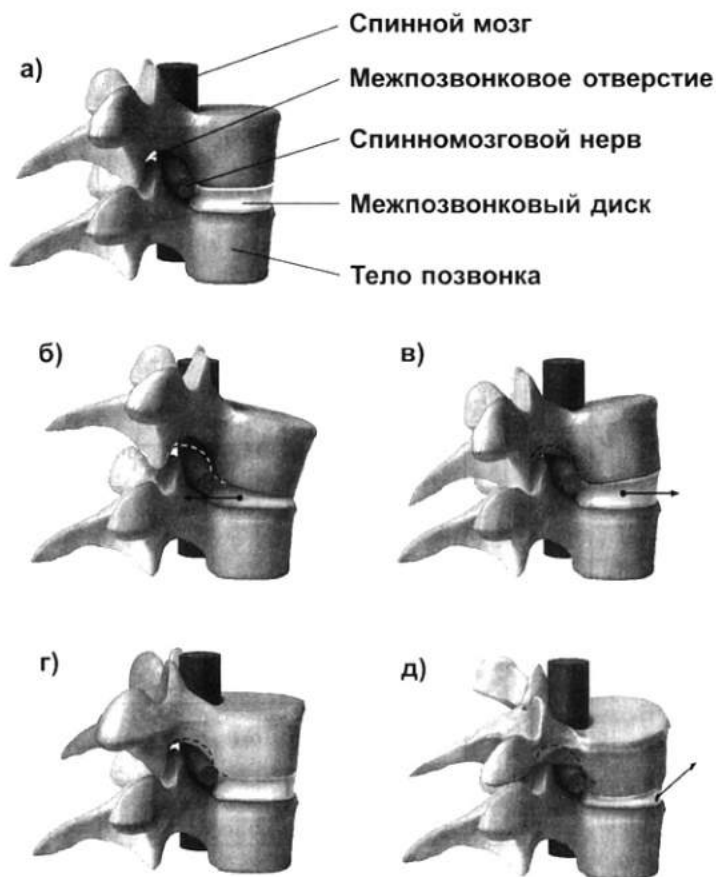 а)
Спинной мозг
Межпозвонковое отверстие
Спинномозговой нерв
Межпозвонковый диск
Тело позвонка
б)
в)
г)
д)